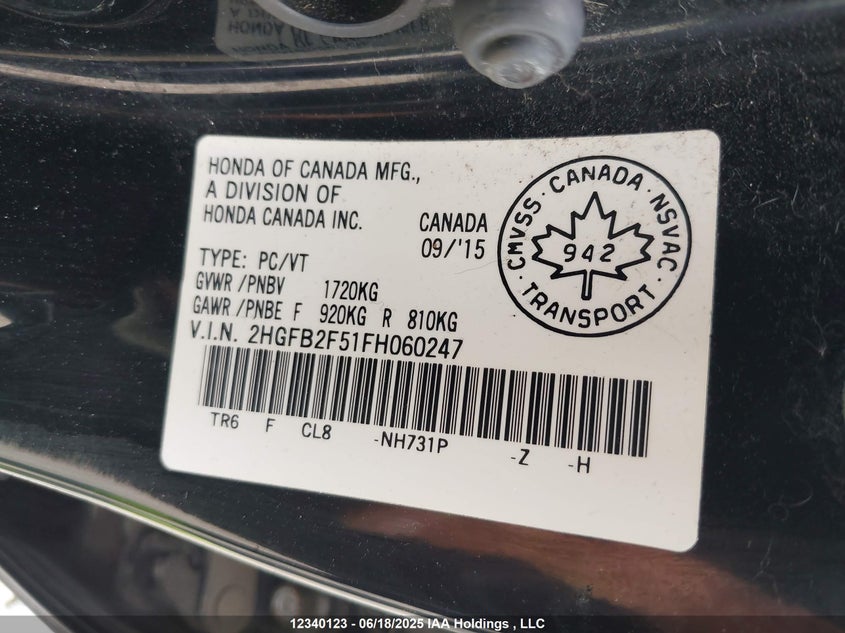 HONDA OF CANADA MFG.,
A DIVISION OF
HONDA CANADA INC.
CANADA
09/'15
TYPE: PC/VT
GVWR /PNBV 1720KG
GAWR /PNBE F 920KG R 810KG
V.I.N. 2HGFB2F51FH060247
TR6 F CL8 -NH731P -Z -H
CMVSS · CANADA · NSVAC · TRANSPORT ·
942
12340123 - 06/18/2025 IAA Holdings , LLC